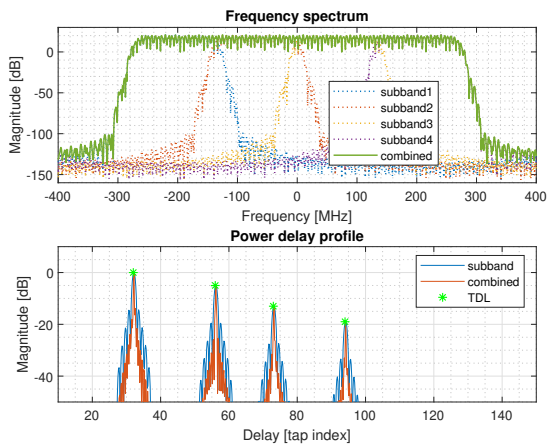 Frequency spectrum
Magnitude [dB]
0
-50
-100
-150
subband1
subband2
subband3
subband4
combined
-400 -300 -200 -100 0 100 200 300 400
Frequency [MHz]
Power delay profile
Magnitude [dB]
0
-20
-40
subband
combined
TDL
20 40 60 80 100 120 140
Delay [tap index]